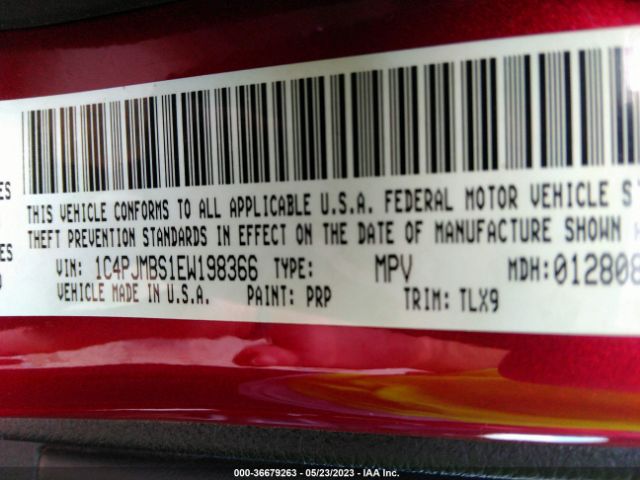 ES
THIS VEHICLE CONFORMS TO ALL APPLICABLE U.S.A. FEDERAL MOTOR VEHICLE
ES
THEFT PREVENTION STANDARDS IN EFFECT ON THE DATE OF MANUFACTURE SHOWN
VIN: 1C4PJMBS1EW198366 TYPE: MPV MDH: 012808
VEHICLE MADE IN U.S.A. PAINT: PRP TRIM: TLX9
000-36679263 - 05/23/2023 - IAA Inc.